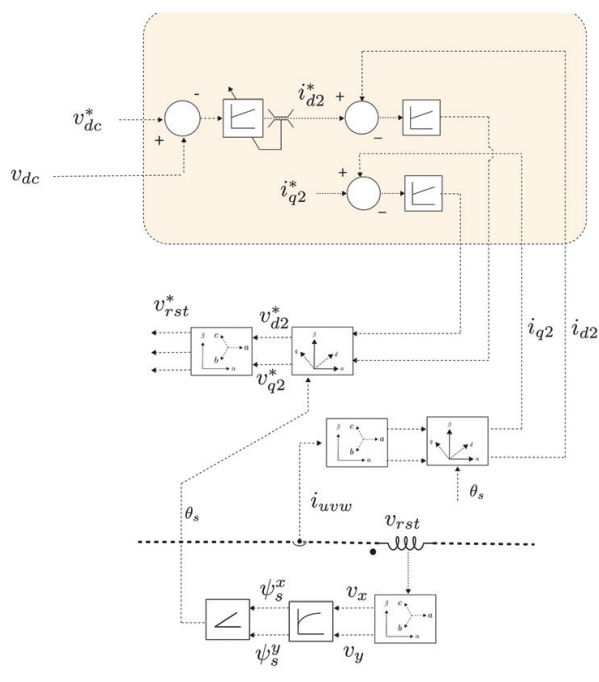 -
i*d2
+
v*dc
+
-
vdc
+
i*q2
-
v*rst
v*d2
iq2
id2
β
c
a
b
α
β
q
d
α
v*q2
β
c
a
b
α
β
q
d
α
iuvw
θs
θs
vrst
ψxs
vx
β
c
a
b
α
ψys
vy